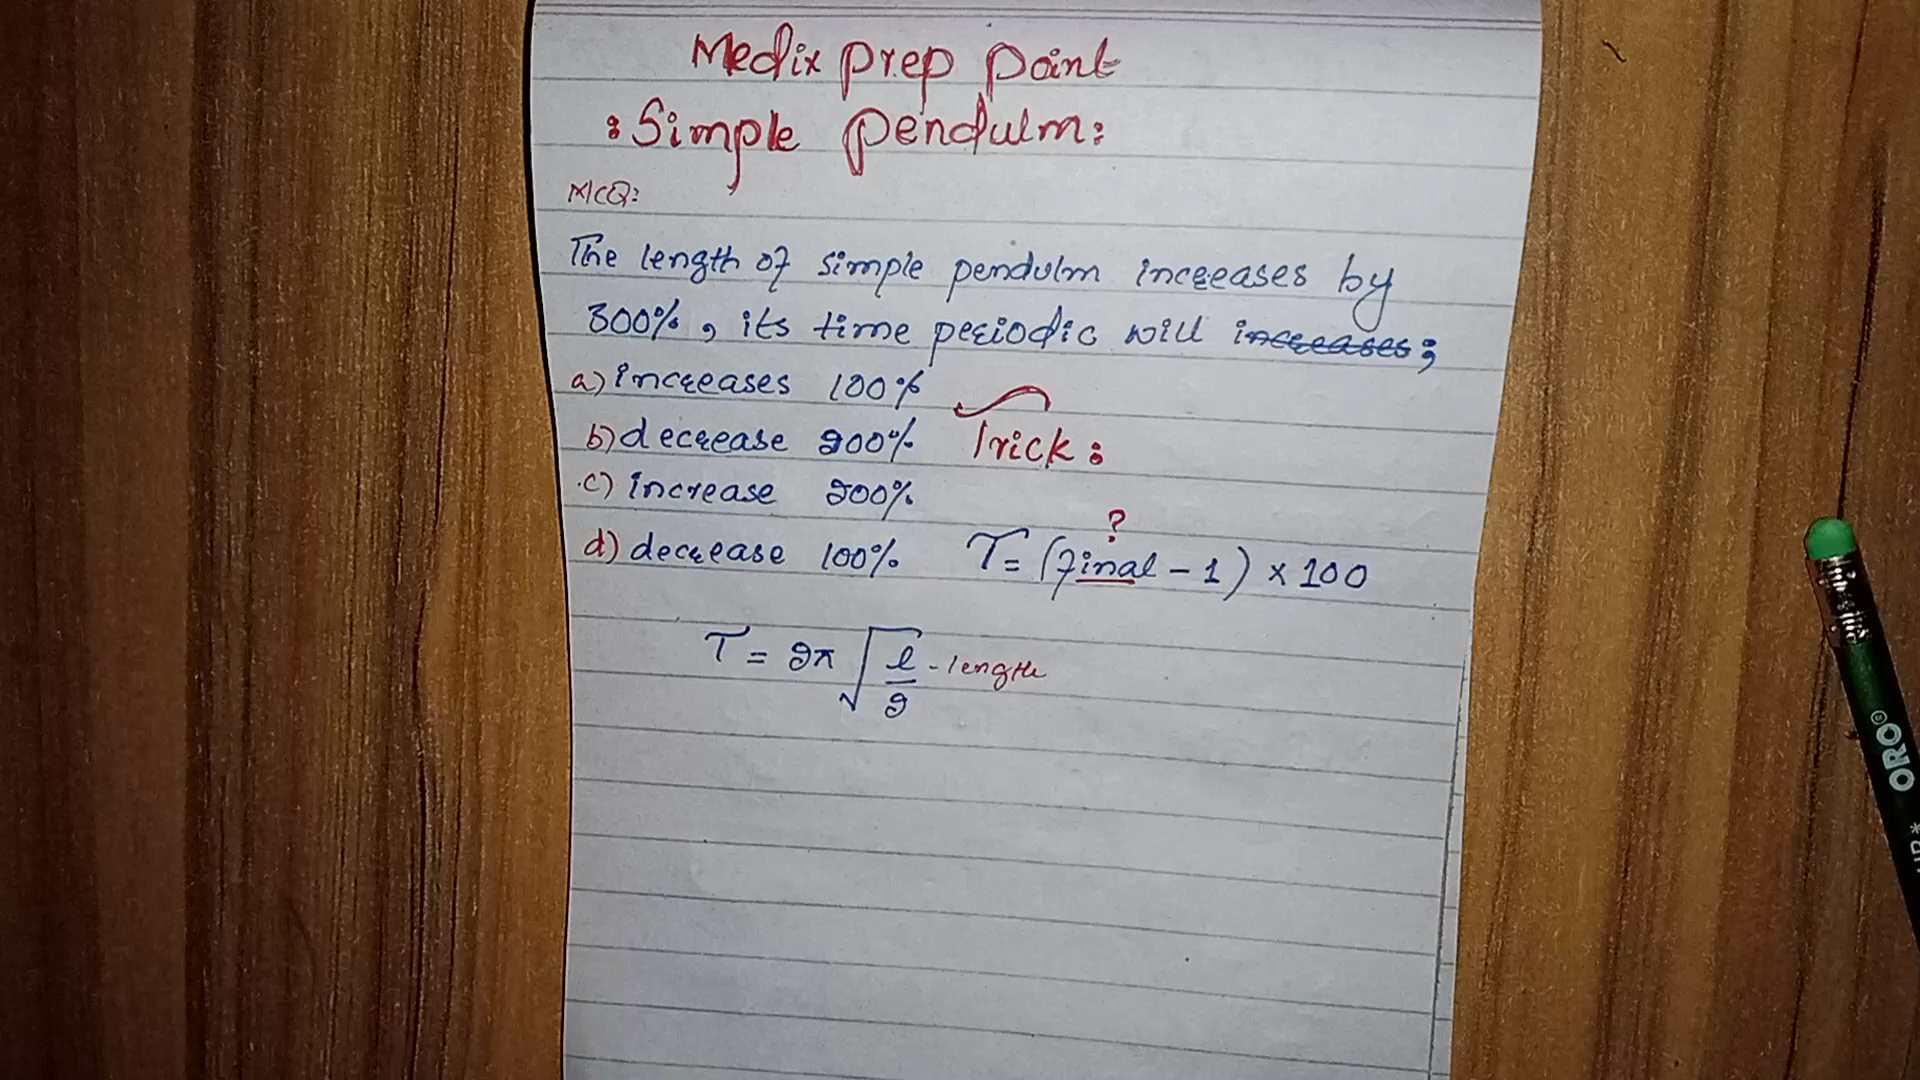 Medix prep point
:Simple pendulm:
MCQ:
The length of simple pendulm increases by
300%, its time periodic will increases;
a) increases 100%
b) decrease 200% Trick:
c) increase 200%
?
d) decrease 100% T = (final - 1) x 100
T = 2π √l/g - length
ORO®